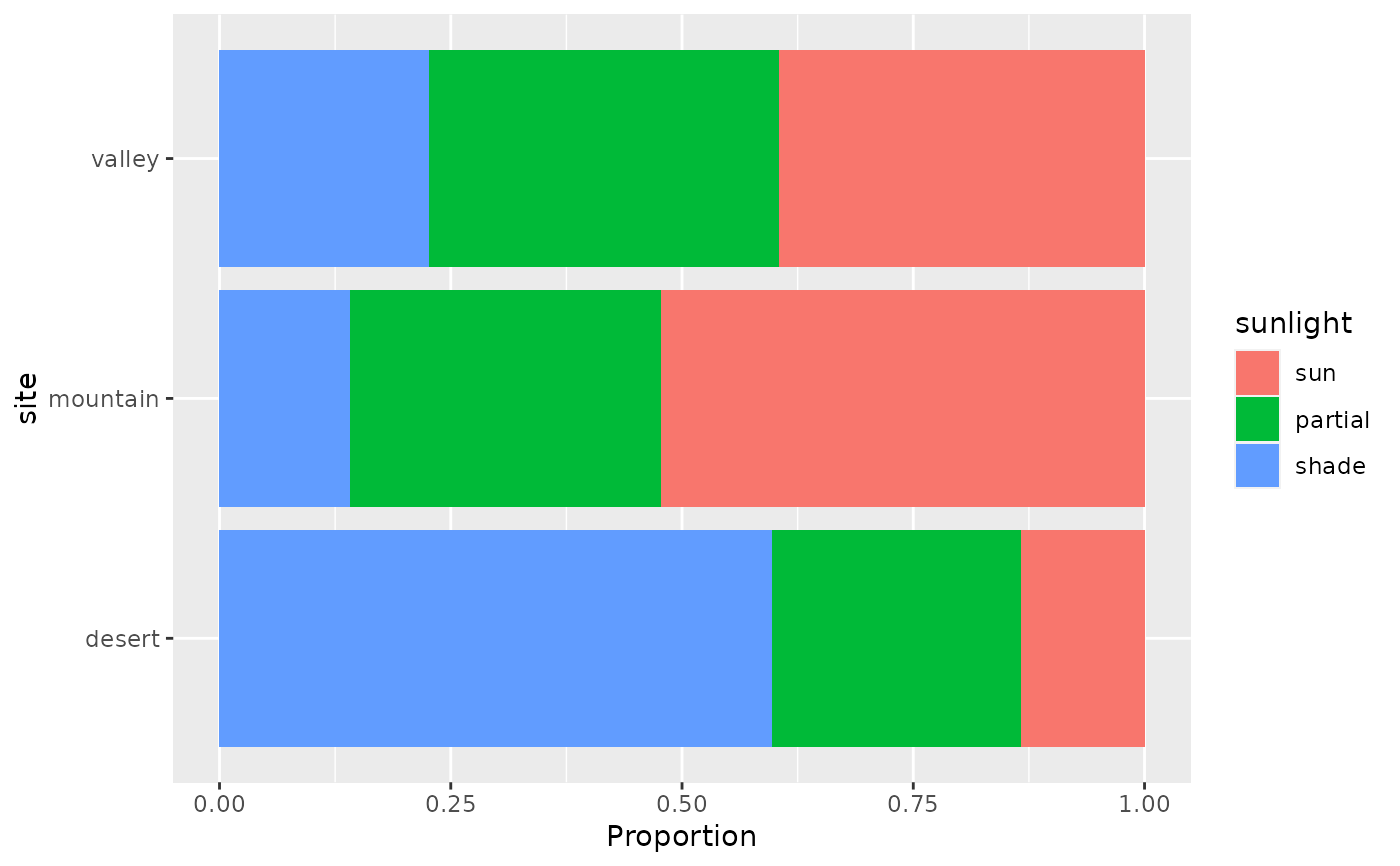 valley
mountain
desert
site
0.00 0.25 0.50 0.75 1.00
Proportion
sunlight
sun
partial
shade